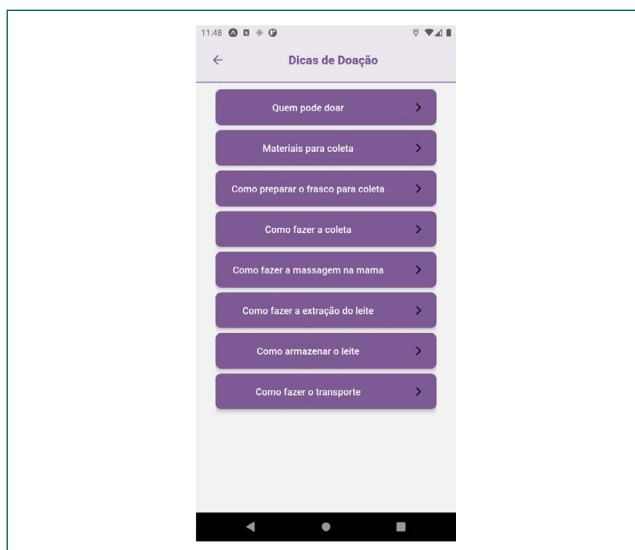 11:48
Dicas de Doação
Quem pode doar
Materiais para coleta
Como preparar o frasco para coleta
Como fazer a coleta
Como fazer a massagem na mama
Como fazer a extração do leite
Como armazenar o leite
Como fazer o transporte